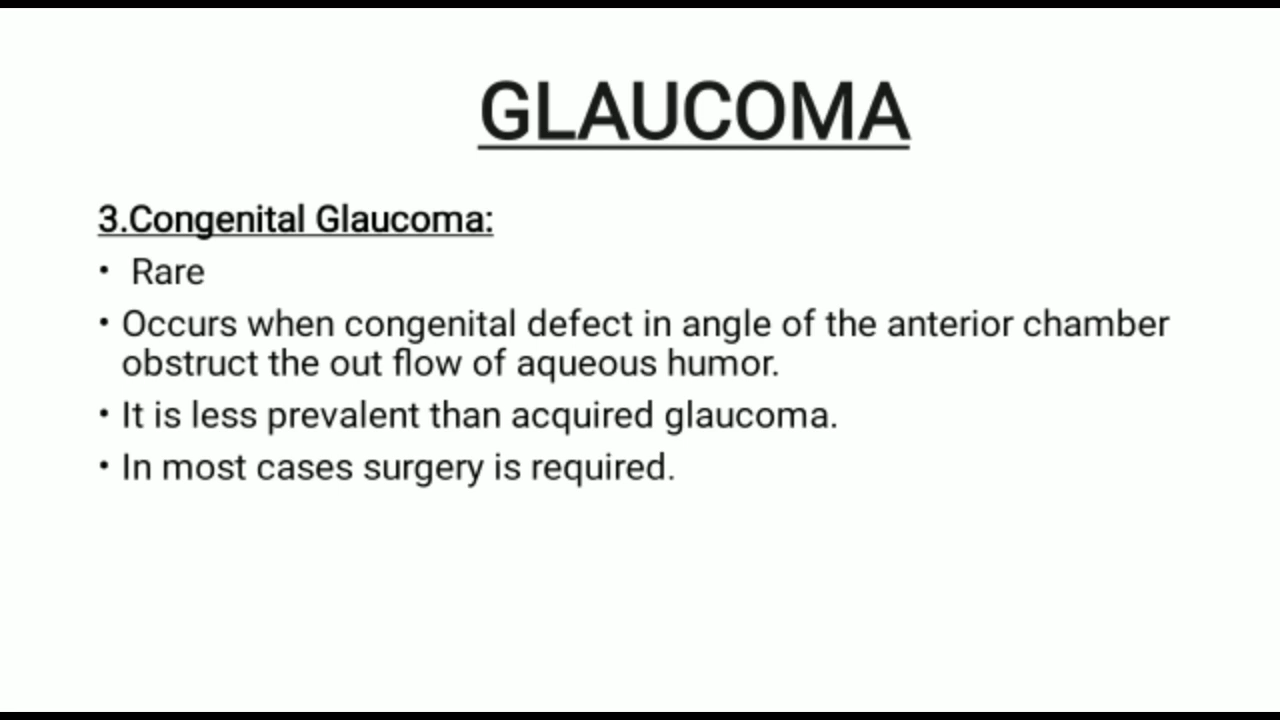 GLAUCOMA
3.Congenital Glaucoma:
• Rare
• Occurs when congenital defect in angle of the anterior chamber
obstruct the out flow of aqueous humor.
• It is less prevalent than acquired glaucoma.
• In most cases surgery is required.